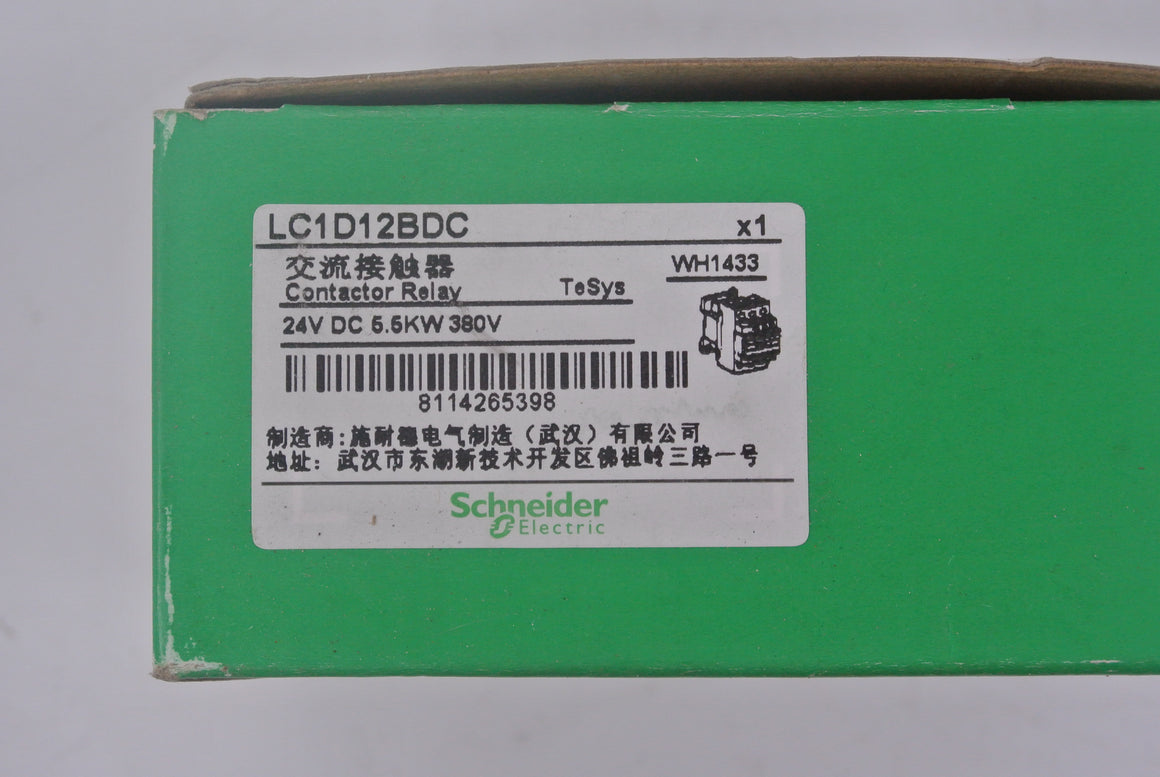 LC1D12BDC x1
交流接触器 WH1433
Contactor Relay TeSys
24V DC 5.5KW 380V
8114265398
制造商:施耐德电气制造（武汉）有限公司
地址：武汉市东湖新技术开发区佛祖岭三路一号
Schneider
Electric